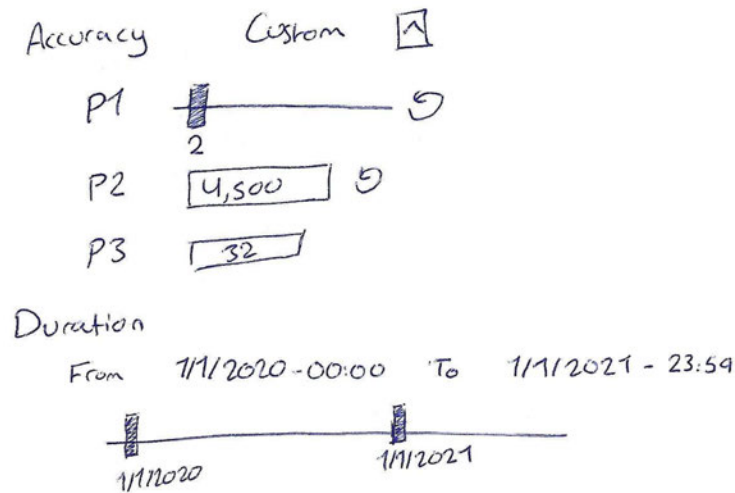 Accuracy Custom
P1
2
P2 4,500
P3 32
Duration
From 1/1/2020-00:00 To 1/1/2021 - 23:59
1/1/2020 1/1/2021